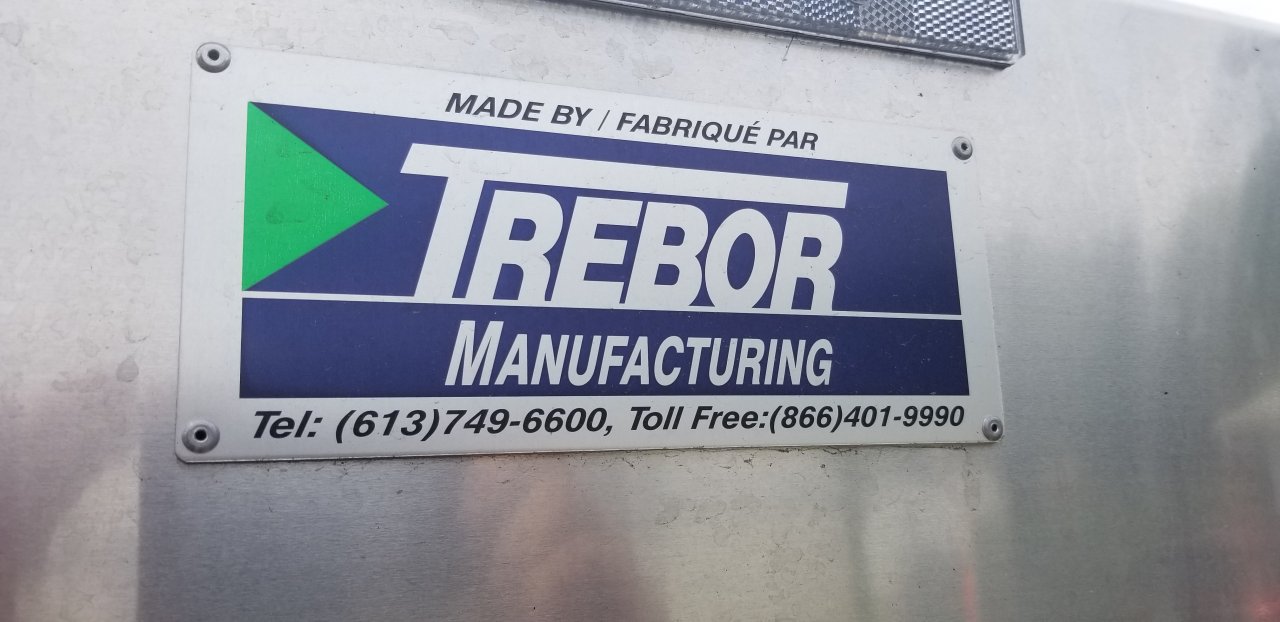 MADE BY / FABRIQUÉ PAR
TREBOR
MANUFACTURING
Tel: (613)749-6600, Toll Free:(866)401-9990